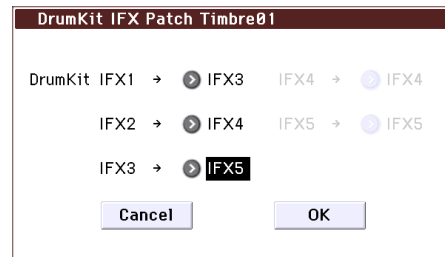 DrumKit IFX Patch Timbre01
DrumKit IFX1 → IFX3 IFX4 → IFX4
IFX2 → IFX4 IFX5 → IFX5
IFX3 → IFX5
Cancel OK